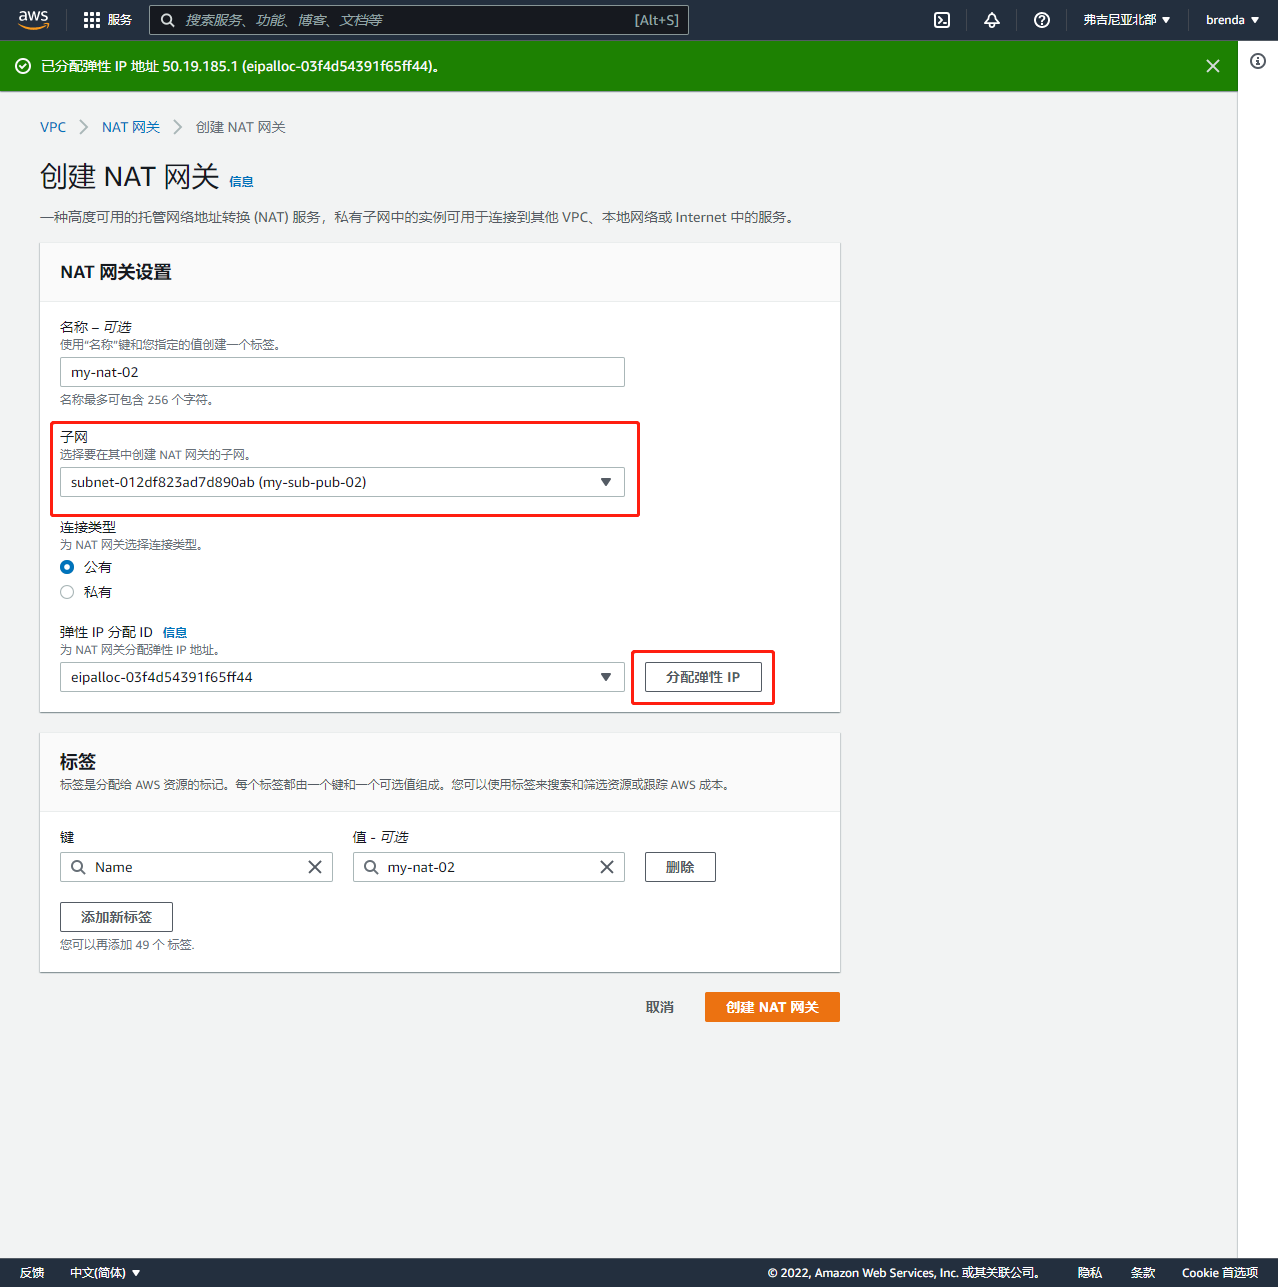 aws
服务
搜索服务、功能、博客、文档等
[Alt+S]
弗吉尼亚北部
brenda
已分配弹性 IP 地址 50.19.185.1 (eipalloc-03f4d54391f65ff44)。
VPC
NAT 网关
创建 NAT 网关
创建 NAT 网关 信息
一种高度可用的托管网络地址转换 (NAT) 服务，私有子网中的实例可用于连接到其他 VPC、本地网络或 Internet 中的服务。
NAT 网关设置
名称 – 可选
使用“名称”键和您指定的值创建一个标签。
my-nat-02
名称最多可包含 256 个字符。
子网
选择要在其中创建 NAT 网关的子网。
subnet-012df823ad7d890ab (my-sub-pub-02)
连接类型
为 NAT 网关选择连接类型。
公有
私有
弹性 IP 分配 ID 信息
为 NAT 网关分配弹性 IP 地址。
eipalloc-03f4d54391f65ff44
分配弹性 IP
标签
标签是分配给 AWS 资源的标记。每个标签都由一个键和一个可选值组成。您可以使用标签来搜索和筛选资源或跟踪 AWS 成本。
键
值 - 可选
Name
my-nat-02
删除
添加新标签
您可以再添加 49 个 标签.
取消
创建 NAT 网关
反馈
中文(简体)
© 2022, Amazon Web Services, Inc. 或其关联公司。
隐私
条款
Cookie 首选项